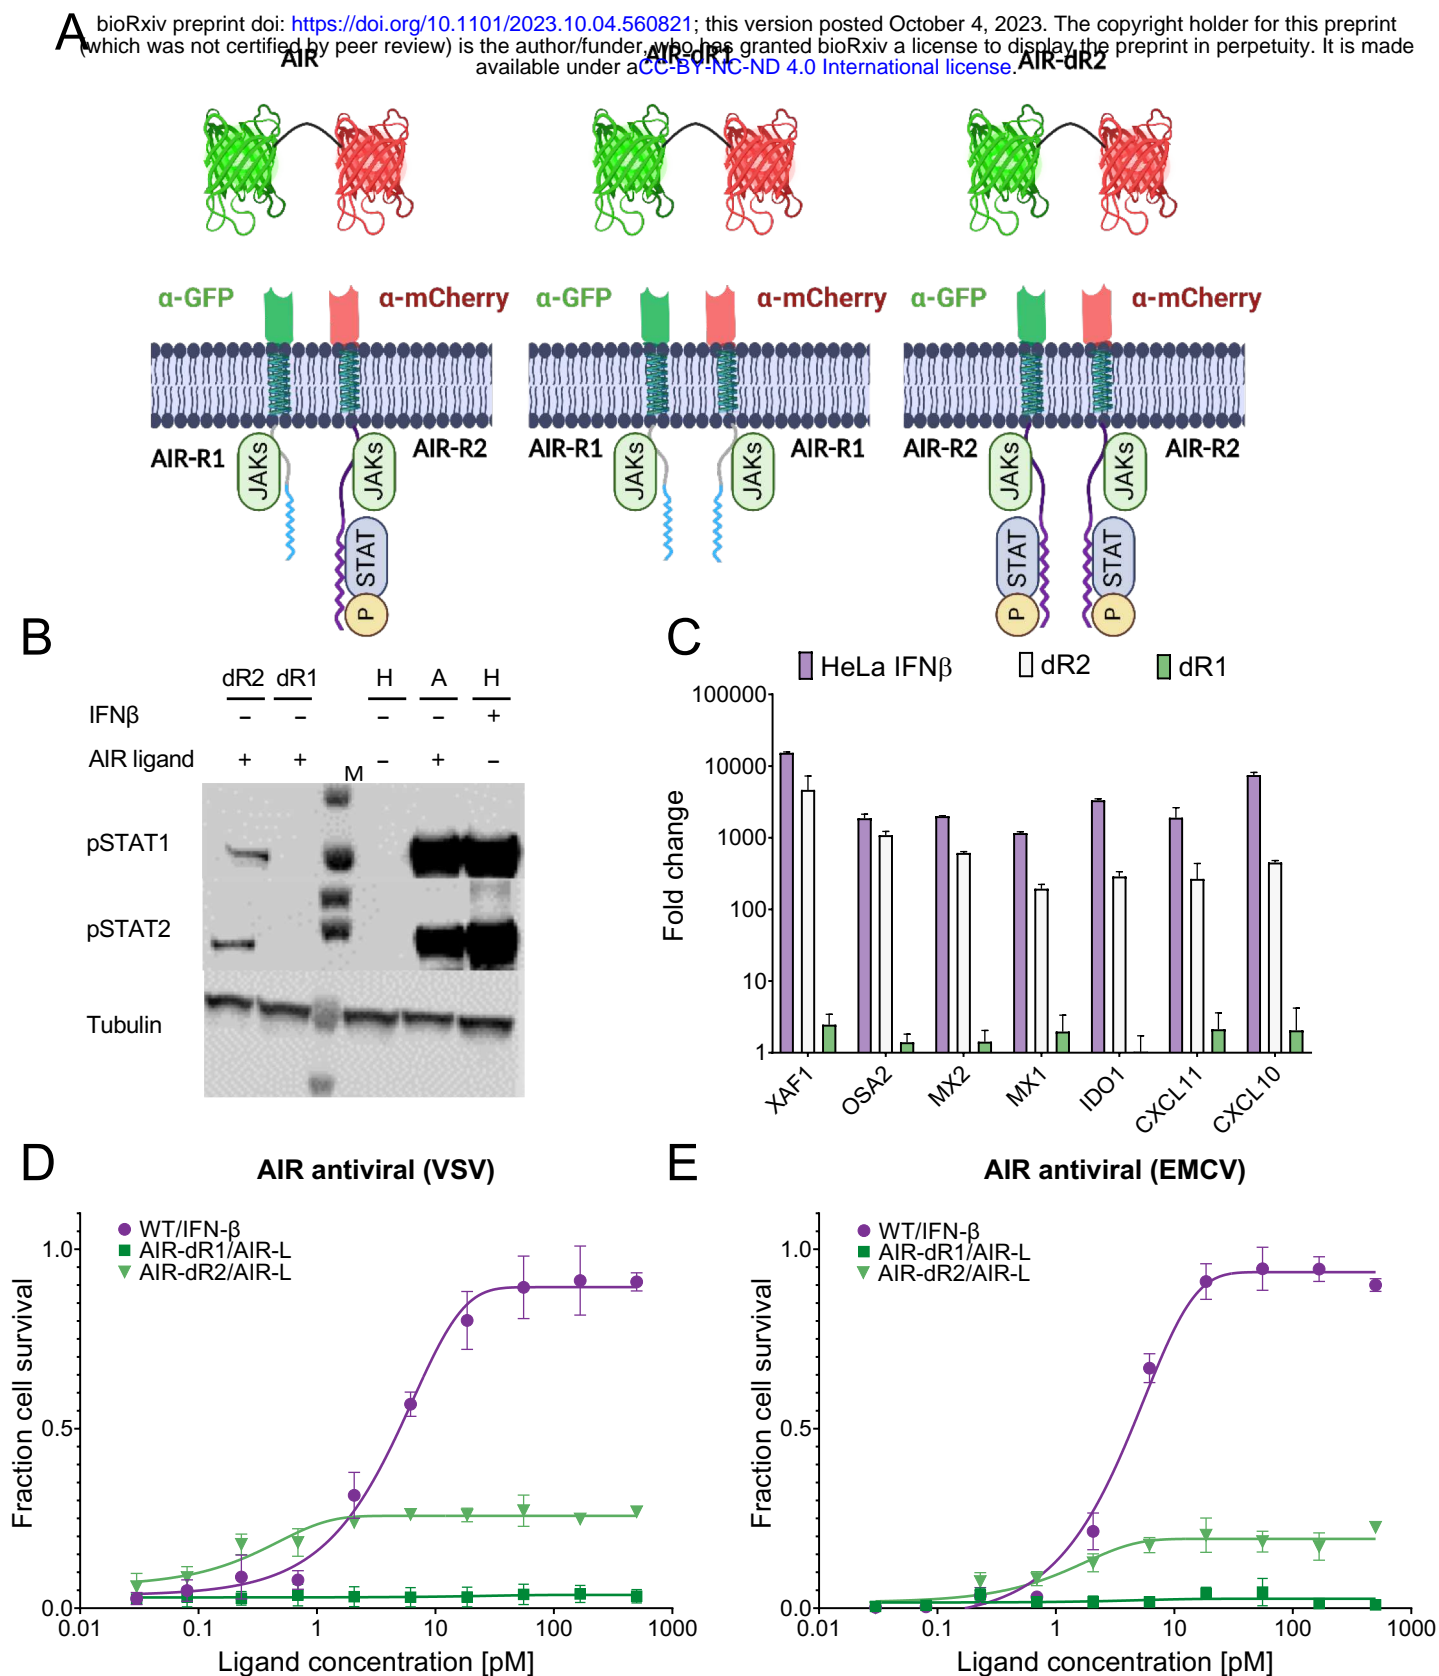 bioRxiv preprint doi: https://doi.org/10.1101/2023.10.04.560821; this version posted October 4, 2023. The copyright holder for this preprint
(which was not certified by peer review) is the author/funder, who has granted bioRxiv a license to display the preprint in perpetuity. It is made
available under aCC-BY-NC-ND 4.0 International license.
A
AIR
AIR-dR1
AIR-dR2
α-GFP
α-mCherry
α-GFP
α-mCherry
α-GFP
α-mCherry
AIR-R1
JAKs
JAKs
AIR-R2
AIR-R1
JAKs
JAKs
AIR-R1
AIR-R2
JAKs
JAKs
AIR-R2
STAT
STAT
STAT
P
P
P
B
dR2 dR1 H A H
IFNβ – – – – +
AIR ligand + + – + –
M
pSTAT1
pSTAT2
Tubulin
C
HeLa IFNβ dR2 dR1
Fold change
100000
10000
1000
100
10
1
XAF1 OSA2 MX2 MX1 IDO1 CXCL11 CXCL10
D
AIR antiviral (VSV)
WT/IFN-β
AIR-dR1/AIR-L
AIR-dR2/AIR-L
Fraction cell survival
1.0
0.5
0.0
0.01 0.1 1 10 100 1000
Ligand concentration [pM]
E
AIR antiviral (EMCV)
WT/IFN-β
AIR-dR1/AIR-L
AIR-dR2/AIR-L
Fraction cell survival
1.0
0.5
0.0
0.01 0.1 1 10 100 1000
Ligand concentration [pM]